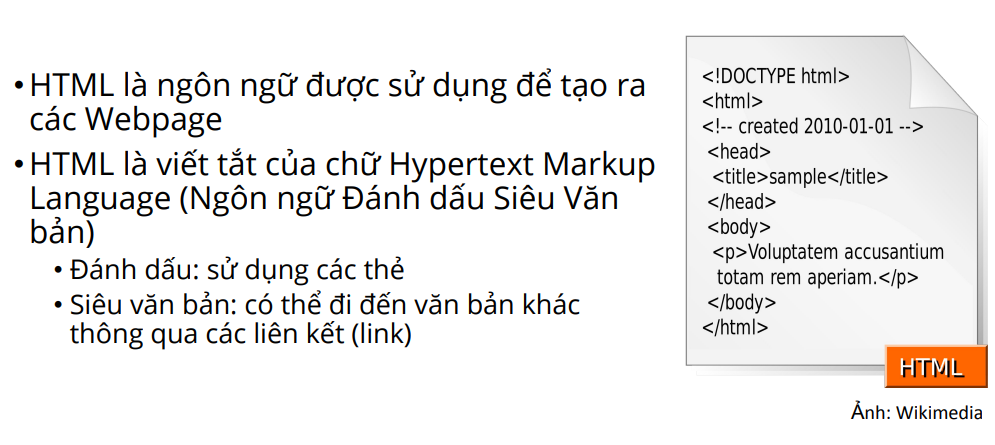 • HTML là ngôn ngữ được sử dụng để tạo ra
các Webpage
• HTML là viết tắt của chữ Hypertext Markup
Language (Ngôn ngữ Đánh dấu Siêu Văn
bản)
• Đánh dấu: sử dụng các thẻ
• Siêu văn bản: có thể đi đến văn bản khác
thông qua các liên kết (link)
<!DOCTYPE html>
<html>
<!-- created 2010-01-01 -->
<head>
<title>sample</title>
</head>
<body>
<p>Voluptatem accusantium
totam rem aperiam.</p>
</body>
</html>
HTML
Ảnh: Wikimedia